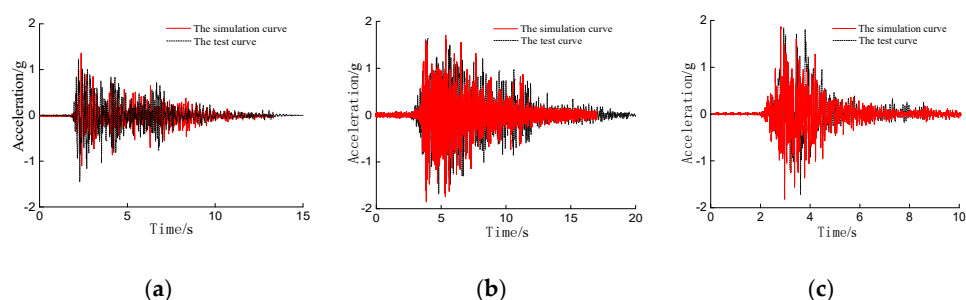 The simulation curve
The test curve
Acceleration/g
2
1
0
-1
-2
0
5
10
15
Time/s
(a)
The simulation curve
The test curve
Acceleration/g
2
1
0
-1
-2
0
5
10
15
20
Time/s
(b)
The simulation curve
The test curve
Acceleration/g
2
1
0
-1
-2
0
2
4
6
8
10
Time/s
(c)